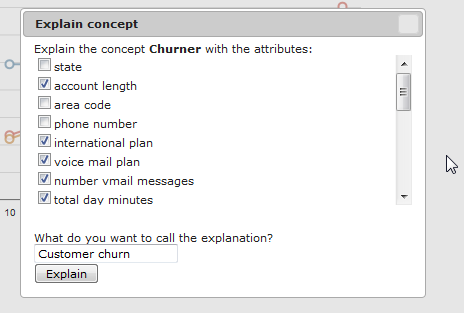 Explain concept
Explain the concept Churner with the attributes:
state
account length
area code
phone number
international plan
voice mail plan
number vmail messages
total day minutes
10
What do you want to call the explanation?
Customer churn
Explain